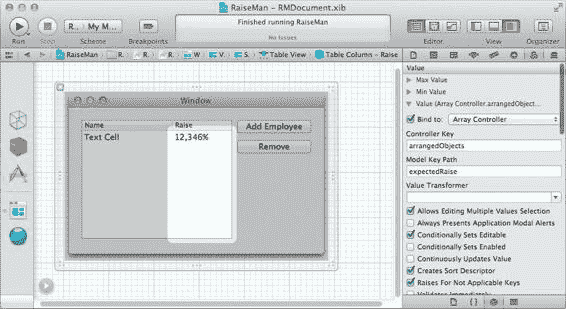 RaiseMan – RMDocument.xib
R... My M...
Finished running RaiseMan
No Issues
Run Stop Scheme Breakpoints Editor View Organizer
RaiseMan W... V... S... Table View Table Column – Raise
Value
Max Value
Min Value
Value (Array Controller.arrangedObject...
Bind to: Array Controller
Controller Key
arrangedObjects
Model Key Path
expectedRaise
Value Transformer
Allows Editing Multiple Values Selection
Always Presents Application Modal Alerts
Conditionally Sets Editable
Conditionally Sets Enabled
Continuously Updates Value
Creates Sort Descriptor
Raises For Not Applicable Keys
Validates Immediately
Window
Name Raise
Text Cell 12,346%
Add Employee
Remove